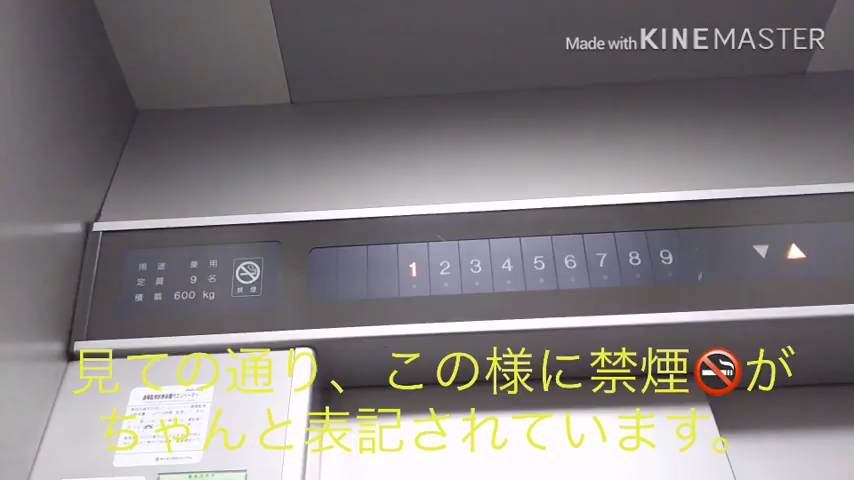 Made with KINEMASTER
用途 乗用
定員 9名
積載 600 kg
禁煙
1 2 3 4 5 6 7 8 9
見ての通り、この様に禁煙🚭が
ちゃんと表記されています。